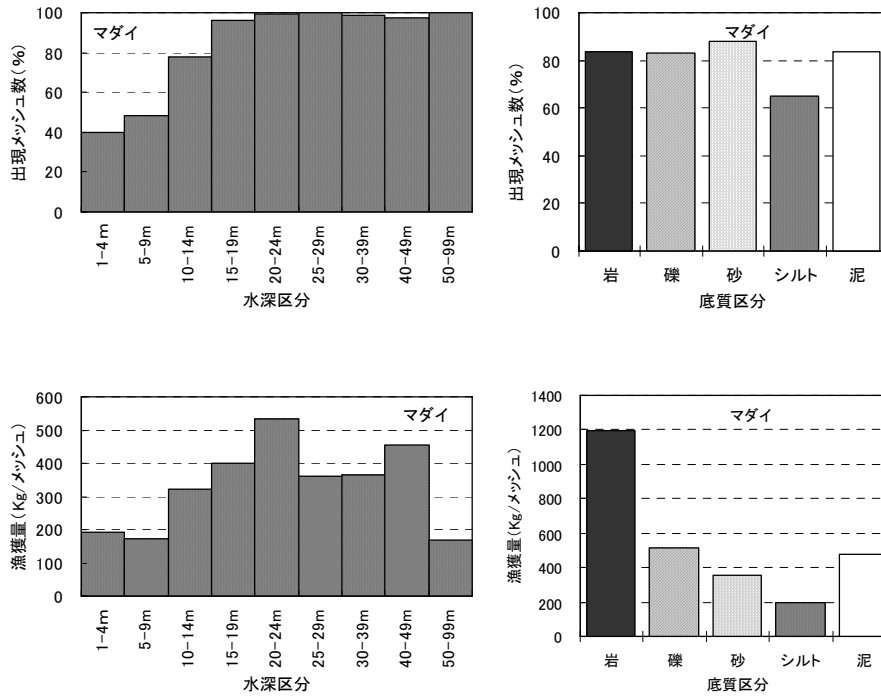 マダイ
出現メッシュ数(%)
100
80
60
40
20
0
1-4m
5-9m
10-14m
15-19m
20-24m
25-29m
30-39m
40-49m
50-99m
水深区分
マダイ
出現メッシュ数(%)
100
80
60
40
20
0
岩 礫 砂 シルト 泥
底質区分
マダイ
漁獲量(Kg/メッシュ)
600
500
400
300
200
100
0
1-4m
5-9m
10-14m
15-19m
20-24m
25-29m
30-39m
40-49m
50-99m
水深区分
マダイ
漁獲量(Kg/メッシュ)
1400
1200
1000
800
600
400
200
0
岩 礫 砂 シルト 泥
底質区分